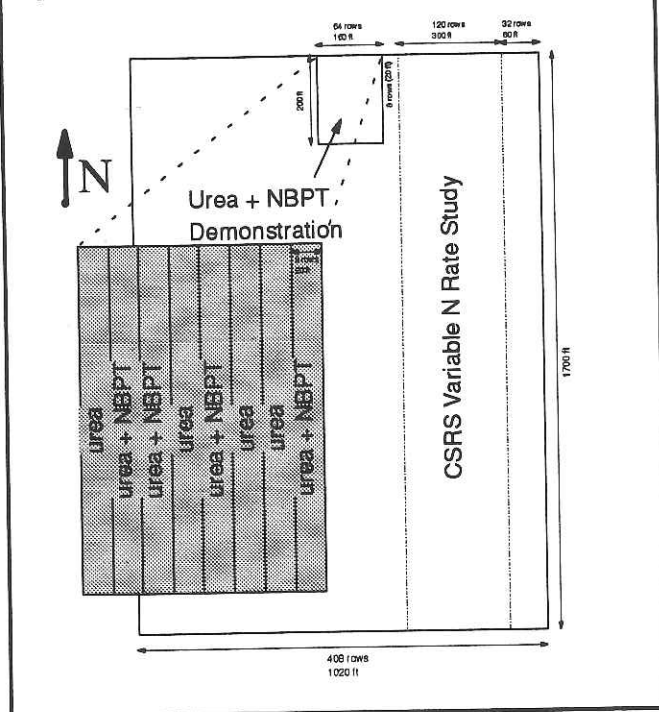 64 rows
160 ft
120 rows
300 ft
32 rows
80 ft
200 ft
8 rows (20 ft)
N
Urea + NBPT
Demonstration
8 rows
20 ft
urea
urea + NBPT
urea + NBPT
urea
urea + NBPT
urea
urea
urea + NBPT
CSRS Variable N Rate Study
1700 ft
408 rows
1020 ft